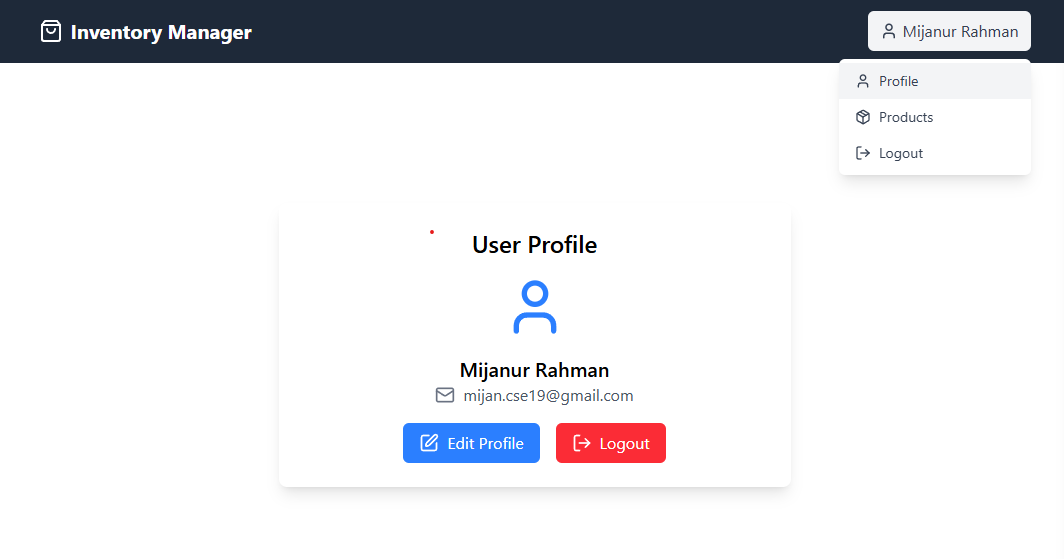 Inventory Manager
Mijanur Rahman
Profile
Products
Logout
User Profile
Mijanur Rahman
mijan.cse19@gmail.com
Edit Profile
Logout